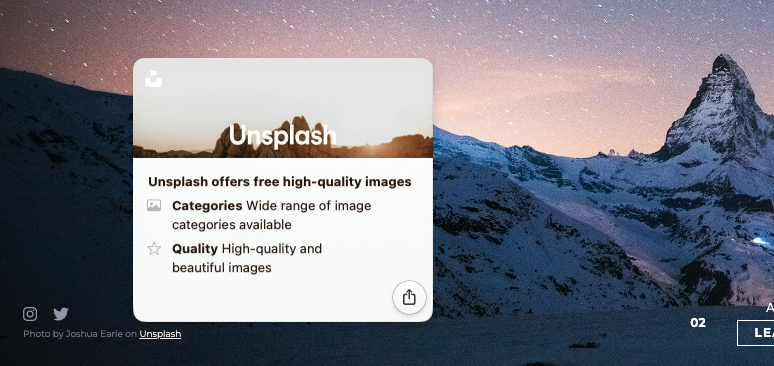 Unsplash
Unsplash offers free high-quality images
Categories Wide range of image
categories available
Quality High-quality and
beautiful images
Photo by Joshua Earle on Unsplash
02